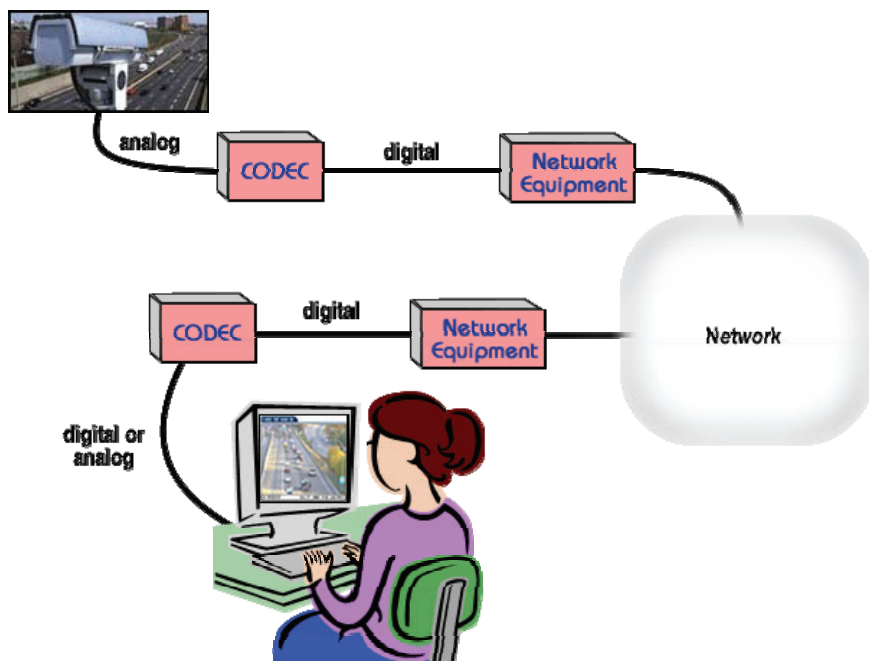 analog
CODEC
digital
Network
Equipment
Network
digital
CODEC
Network
Equipment
digital or
analog